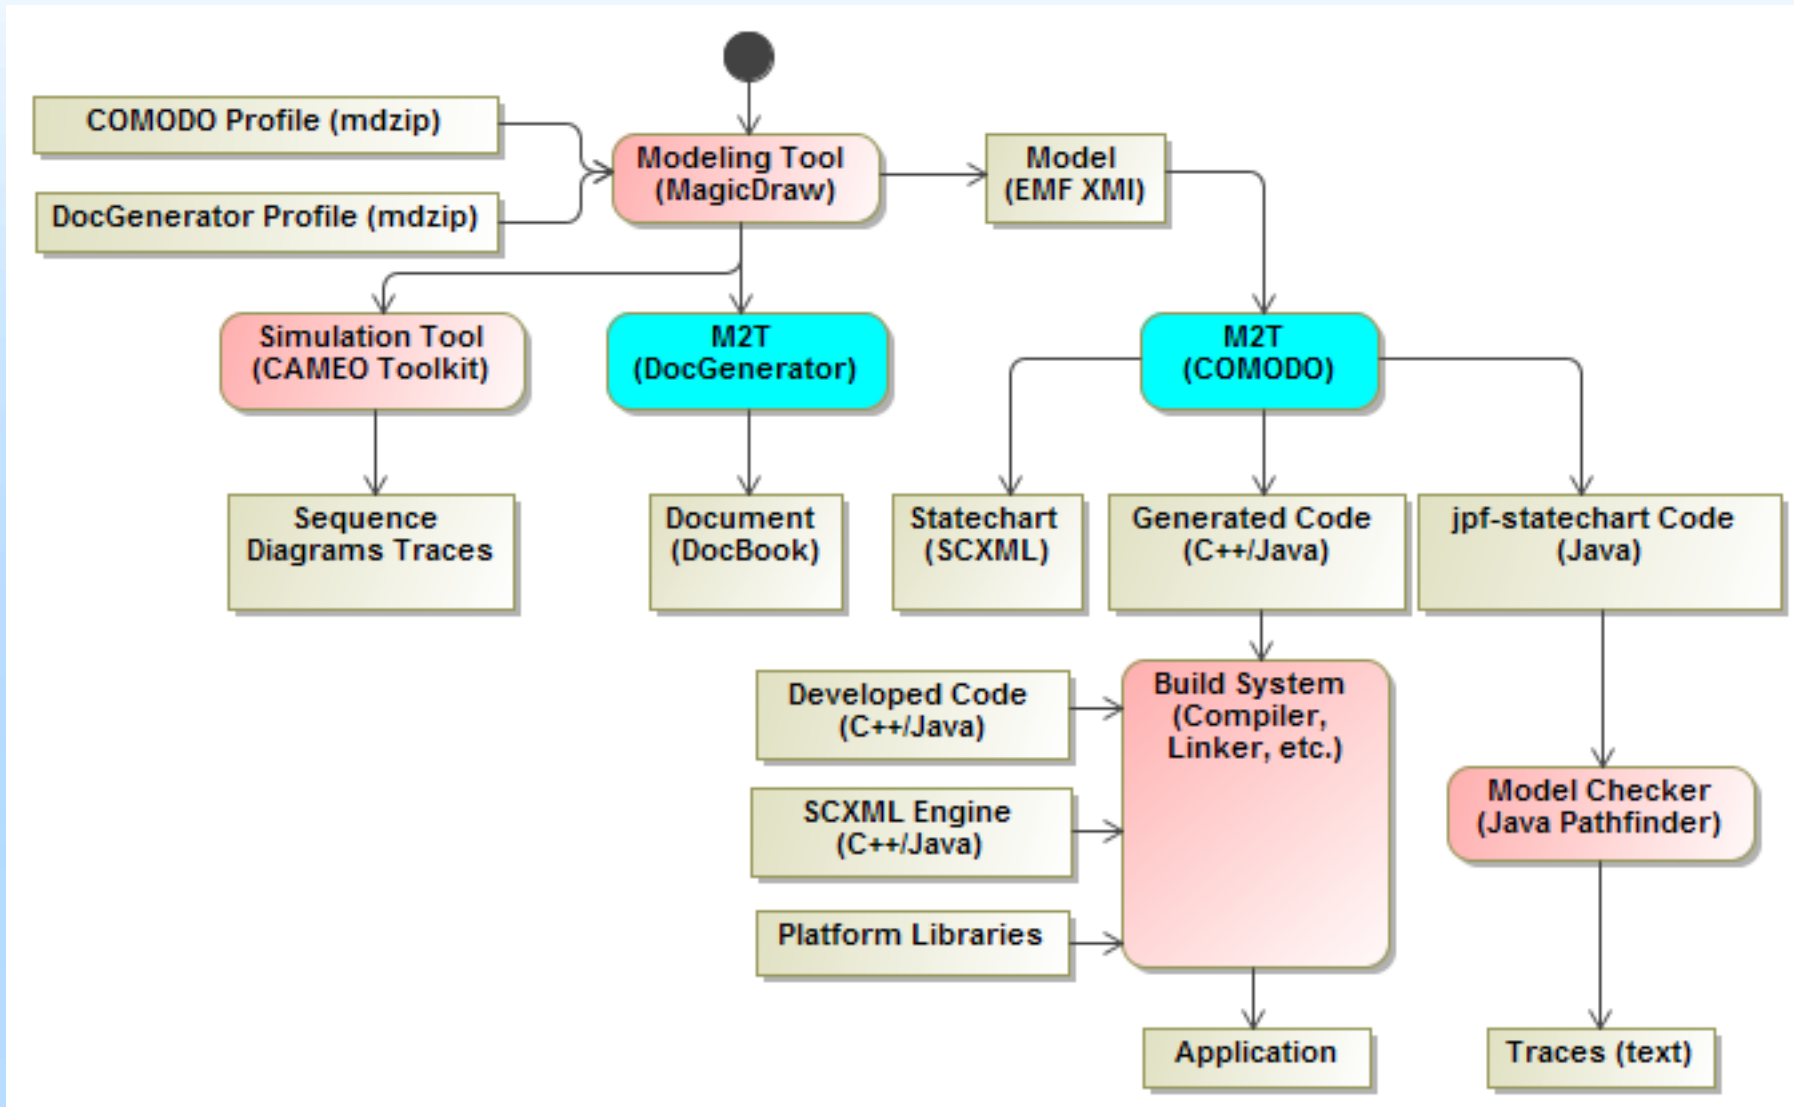 COMODO Profile (mdzip)
DocGenerator Profile (mdzip)
Modeling Tool
(MagicDraw)
Model
(EMF XMI)
Simulation Tool
(CAMEO Toolkit)
M2T
(DocGenerator)
M2T
(COMODO)
Sequence
Diagrams Traces
Document
(DocBook)
Statechart
(SCXML)
Generated Code
(C++/Java)
jpf-statechart Code
(Java)
Developed Code
(C++/Java)
SCXML Engine
(C++/Java)
Platform Libraries
Build System
(Compiler,
Linker, etc.)
Model Checker
(Java Pathfinder)
Application
Traces (text)